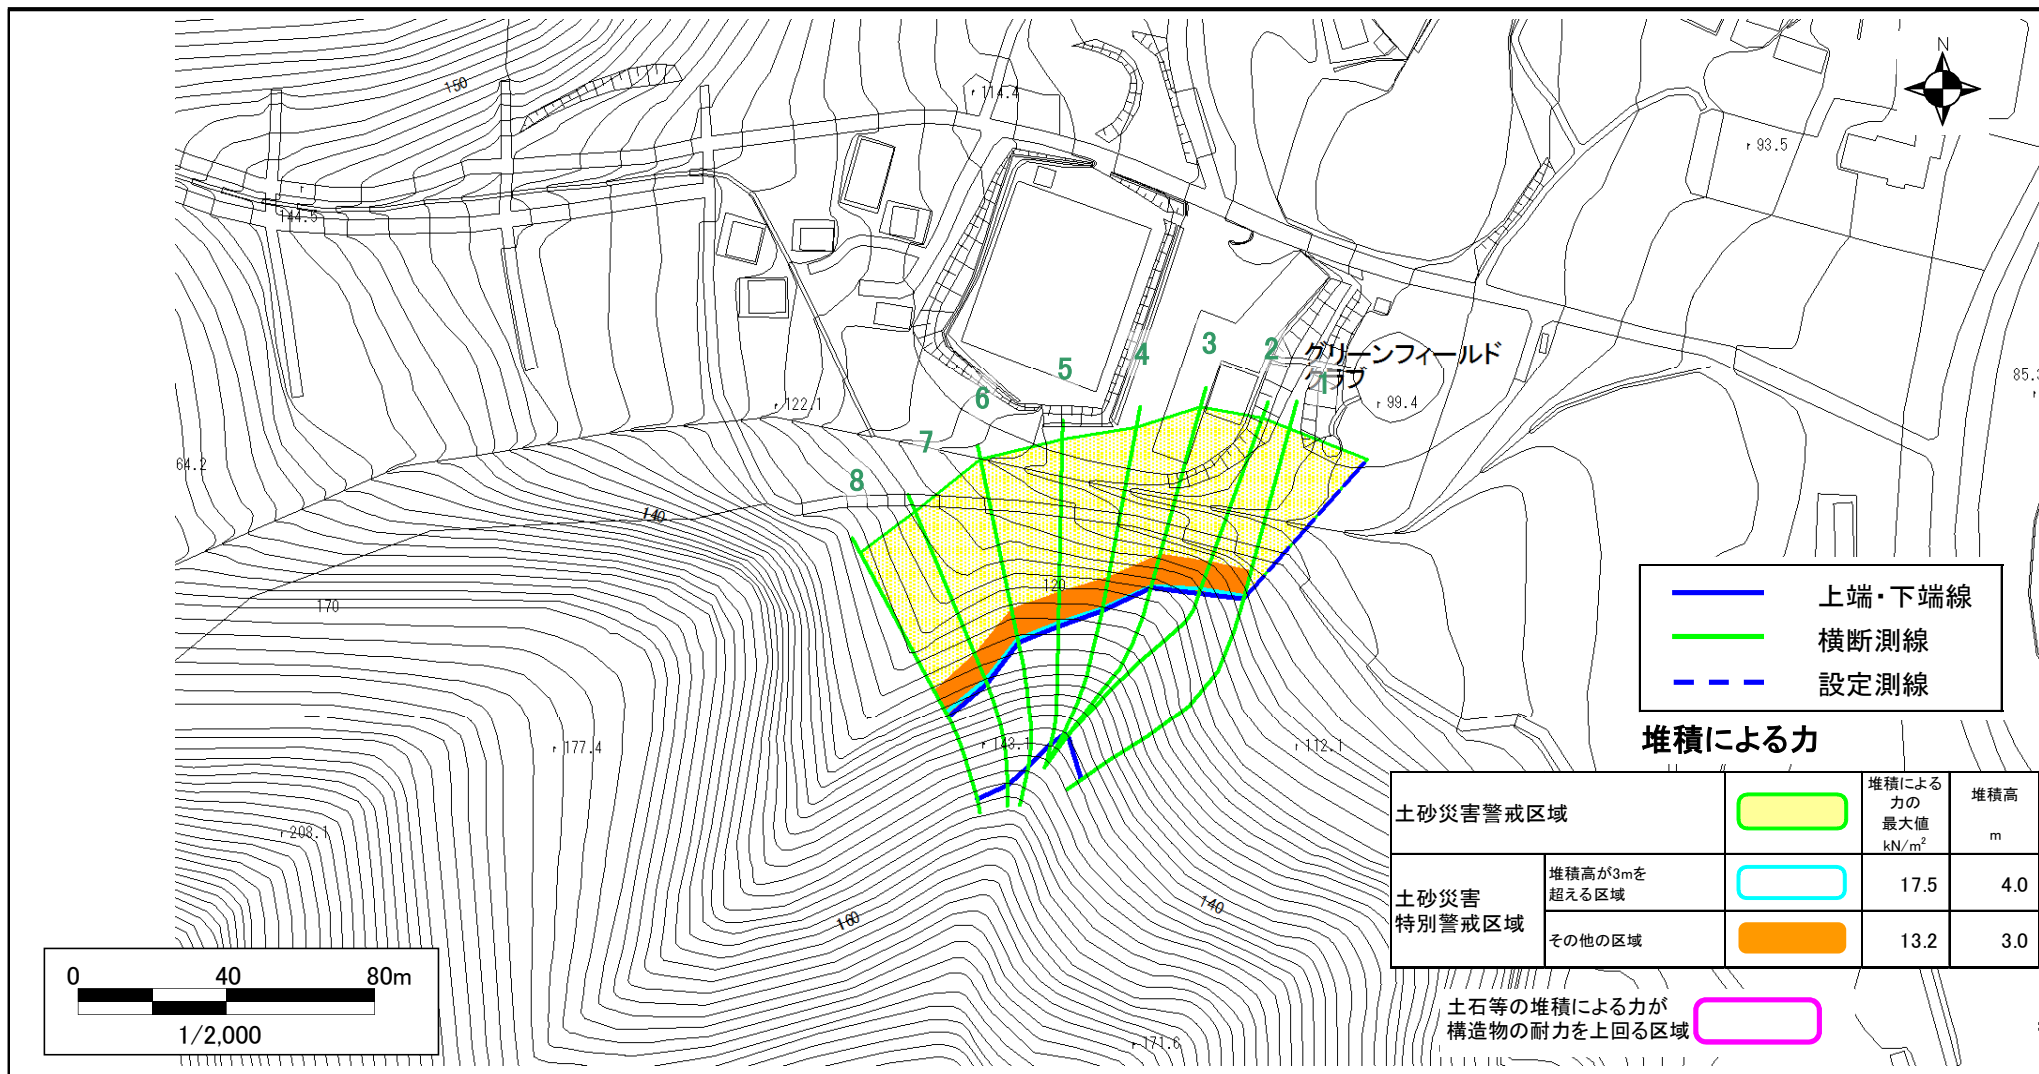 N
150
114.4
93.5
144.5
3
2
グリーンフィールド
クラブ
4
5
1
6
122.1
99.4
85.3
7
64.2
8
140
120
170
上端・下端線
横断測線
設定測線
177.4
143.1
112.1
堆積による力
208.1
160
140
171.6
土砂災害警戒区域
堆積による
力の
最大値
kN/m²
堆積高
m
土砂災害
特別警戒区域
堆積高が3mを
超える区域
17.5
4.0
その他の区域
13.2
3.0
土石等の堆積による力が
構造物の耐力を上回る区域
0 40 80m
1/2,000